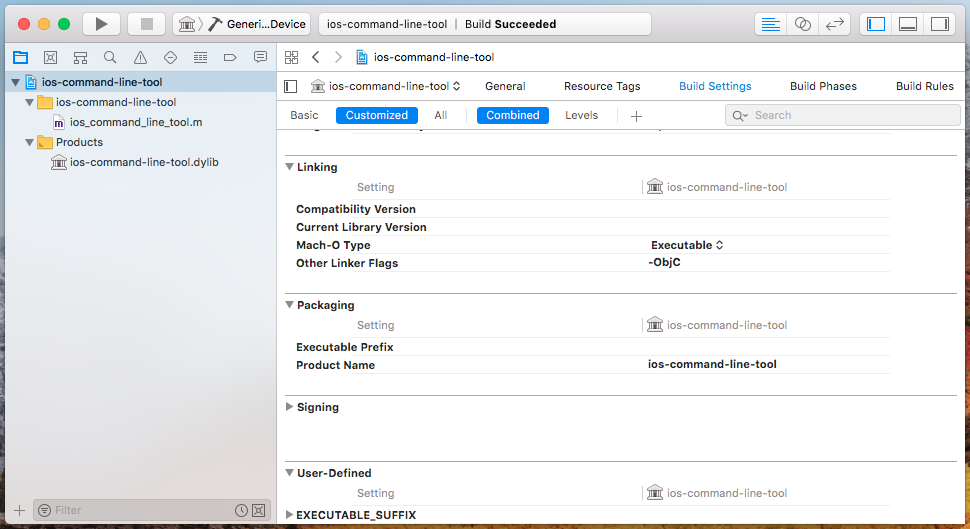 Generi...Device
ios-command-line-tool | Build Succeeded
ios-command-line-tool
ios-command-line-tool
ios_command_line_tool.m
Products
ios-command-line-tool.dylib
Filter
ios-command-line-tool
ios-command-line-tool General Resource Tags Build Settings Build Phases Build Rules
Basic Customized All Combined Levels + Search
Linking
Setting ios-command-line-tool
Compatibility Version
Current Library Version
Mach-O Type Executable
Other Linker Flags -ObjC
Packaging
Setting ios-command-line-tool
Executable Prefix
Product Name ios-command-line-tool
Signing
User-Defined
Setting ios-command-line-tool
EXECUTABLE_SUFFIX